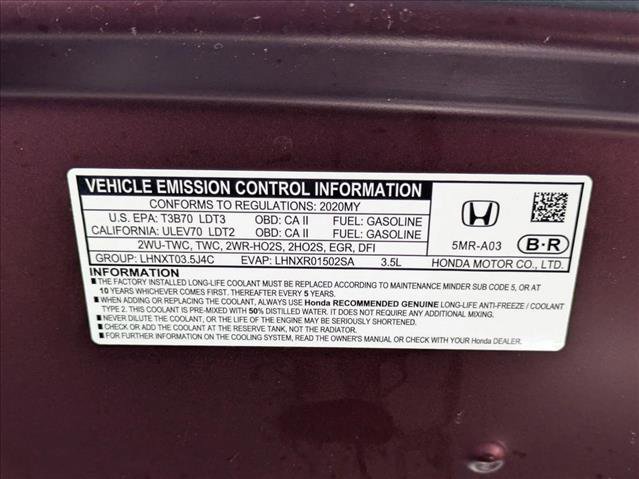 VEHICLE EMISSION CONTROL INFORMATION
CONFORMS TO REGULATIONS: 2020MY
U.S. EPA: T3B70 LDT3 OBD: CA II FUEL: GASOLINE
CALIFORNIA: ULEV70 LDT2 OBD: CA II FUEL: GASOLINE
2WU-TWC, TWC, 2WR-HO2S, 2HO2S, EGR, DFI
GROUP: LHNXT03.5J4C EVAP: LHNXR01502SA 3.5L
5MR-A03 B-R
HONDA MOTOR CO., LTD.
INFORMATION
■THE FACTORY INSTALLED LONG-LIFE COOLANT MUST BE REPLACED ACCORDING TO MAINTENANCE MINDER SUB CODE 5, OR AT
10 YEARS WHICHEVER COMES FIRST. THEREAFTER EVERY 5 YEARS.
■WHEN ADDING OR REPLACING THE COOLANT, ALWAYS USE Honda RECOMMENDED GENUINE LONG-LIFE ANTI-FREEZE / COOLANT
TYPE 2. THIS COOLANT IS PRE-MIXED WITH 50% DISTILLED WATER. IT DOES NOT REQUIRE ANY ADDITIONAL MIXING.
■NEVER DILUTE THE COOLANT, OR THE LIFE OF THE ENGINE MAY BE SERIOUSLY SHORTENED.
■CHECK OR ADD THE COOLANT AT THE RESERVE TANK, NOT THE RADIATOR.
■FOR FURTHER INFORMATION ON THE COOLING SYSTEM, READ THE OWNER'S MANUAL OR CHECK WITH YOUR Honda DEALER.